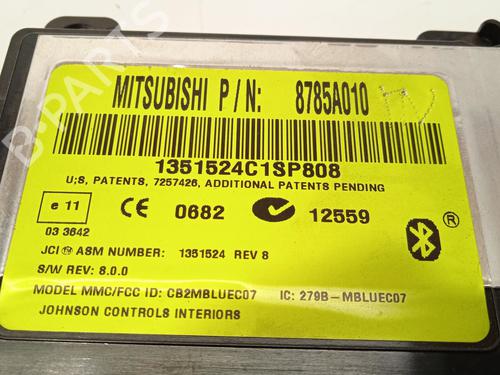 MITSUBISHI P/N: 8785A010
1351524C1SP808
U;S, PATENTS, 7257426, ADDITIONAL PATENTS PENDING
e 11
03 3642
CE 0682 12559
JCI ASM NUMBER: 1351524 REV 8
S/W REV: 8.0.0
MODEL MMC/FCC ID: CB2MBLUEC07 IC: 279B-MBLUEC07
JOHNSON CONTROLS INTERIORS
®
B-PARTS